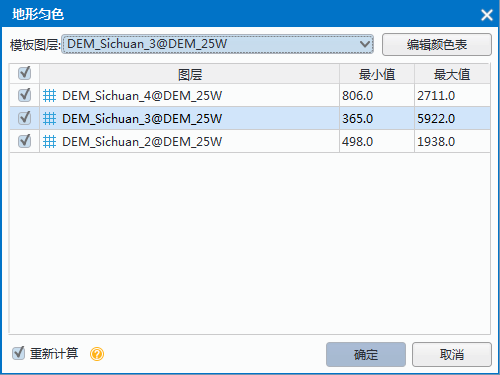 地形匀色
模板图层: DEM_Sichuan_3@DEM_25W 编辑颜色表
图层 最小值 最大值
DEM_Sichuan_4@DEM_25W 806.0 2711.0
DEM_Sichuan_3@DEM_25W 365.0 5922.0
DEM_Sichuan_2@DEM_25W 498.0 1938.0
重新计算 ? 确定 取消